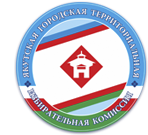 ЯКУТСКАЯ ГОРОДСКАЯ ТЕРРИТОРИАЛЬНАЯ
ИЗБИРАТЕЛЬНАЯ КОМИССИЯ